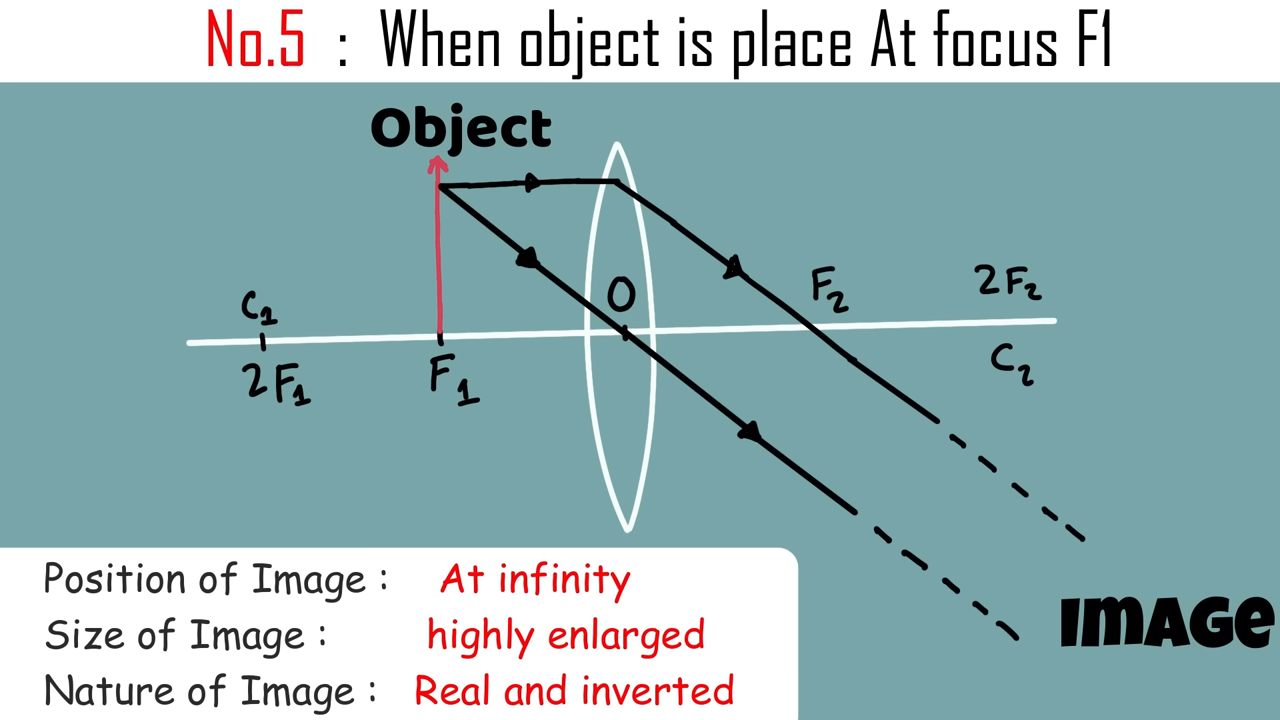 No.5 : When object is place At focus F1
Object
O
F₂
2F₂
C₁
2F₁
F₁
C₂
IMAGE
Position of Image : At infinity
Size of Image : highly enlarged
Nature of Image : Real and inverted